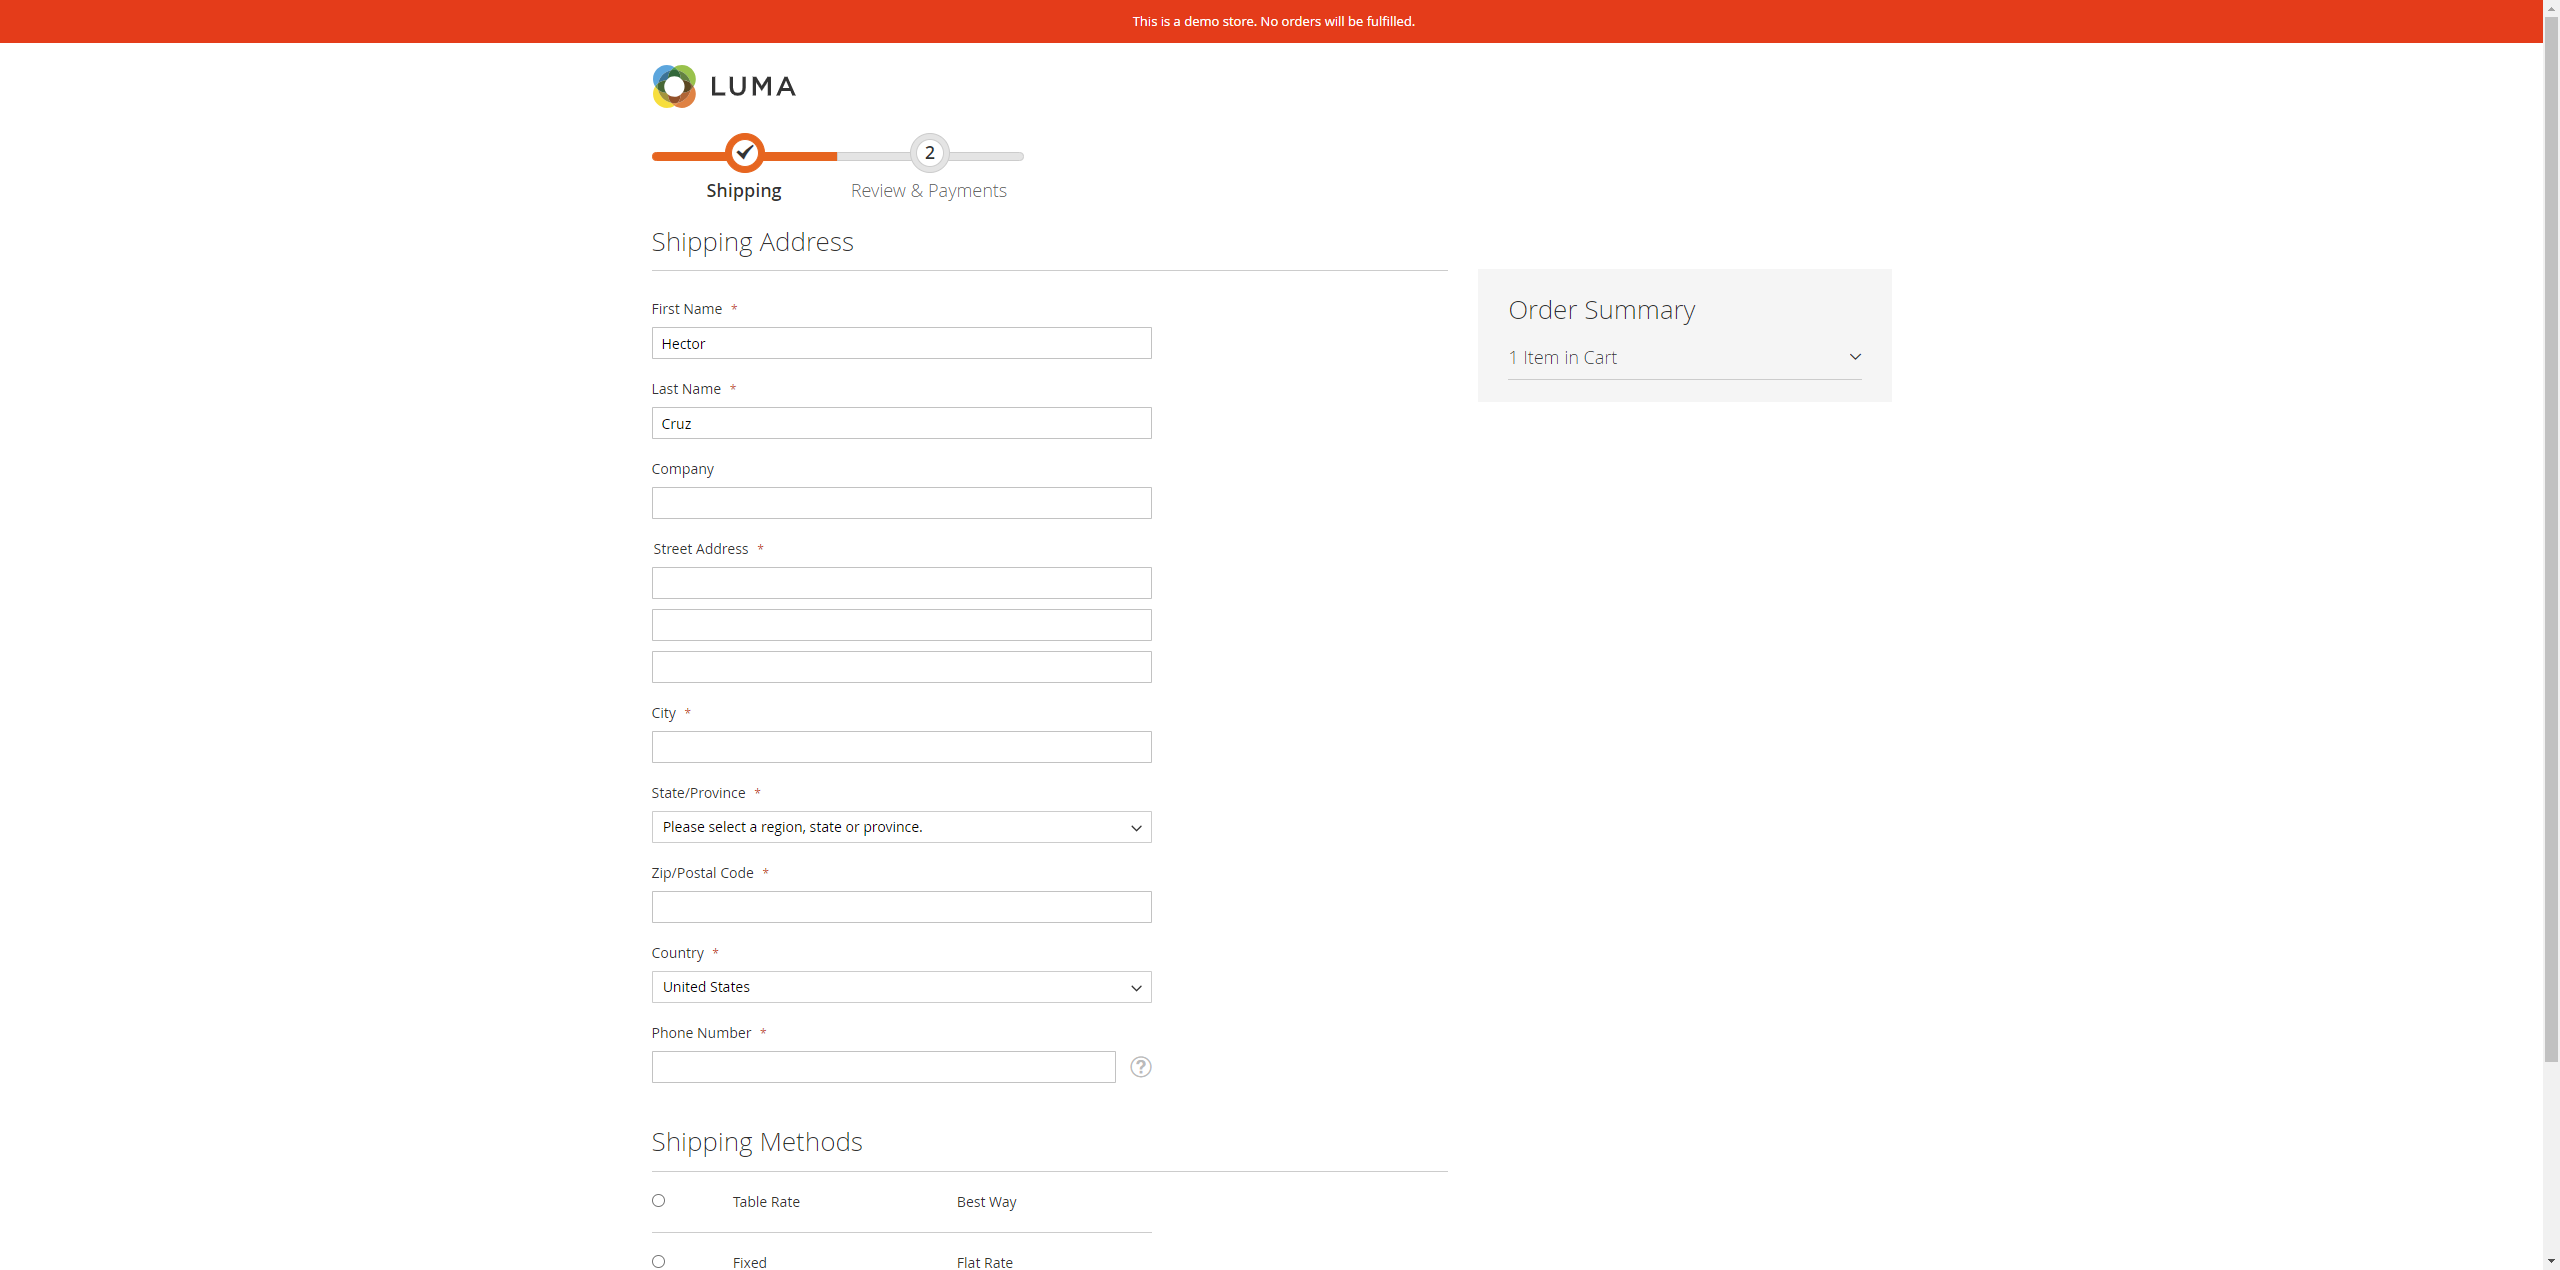 This is a demo store. No orders will be fulfilled.
LUMA
2
Shipping
Review & Payments
Shipping Address
First Name *
Hector
Last Name *
Cruz
Company
Street Address *
City *
State/Province *
Please select a region, state or province.
Zip/Postal Code *
Country *
United States
Phone Number *
?
Shipping Methods
Table Rate Best Way
Fixed Flat Rate
Order Summary
1 Item in Cart